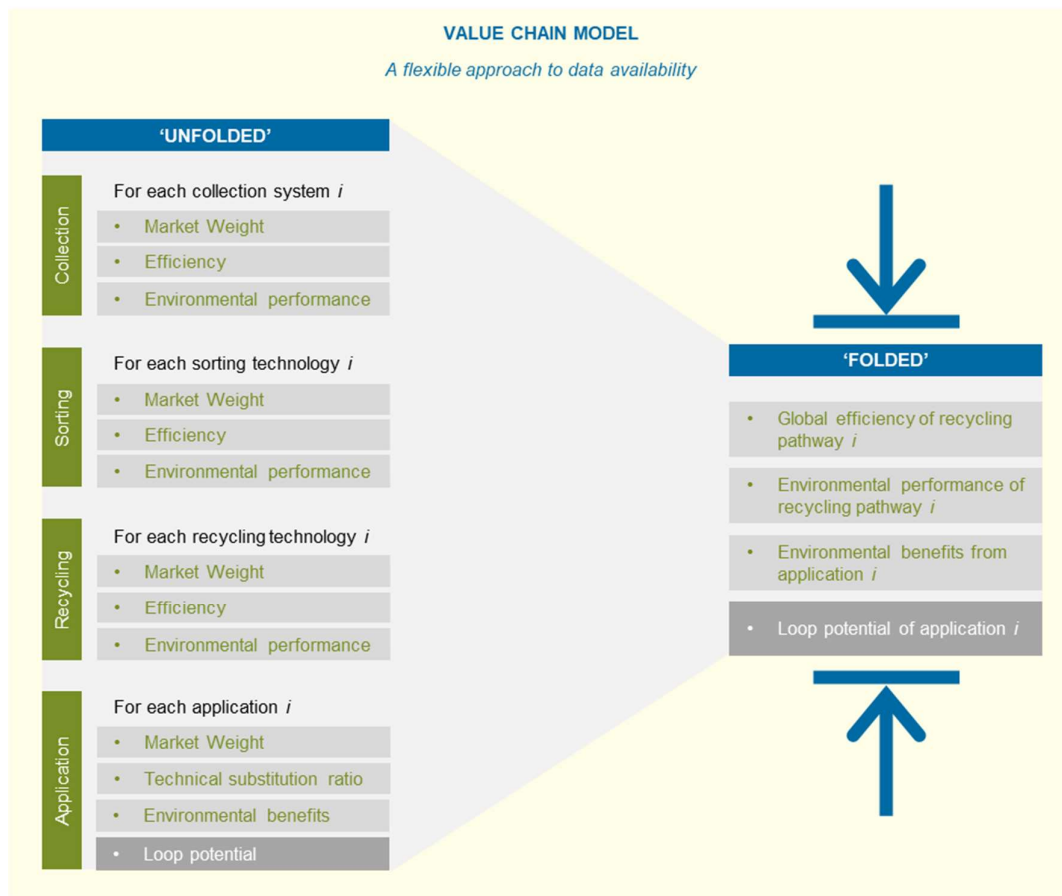 VALUE CHAIN MODEL
A flexible approach to data availability
‘UNFOLDED’
Collection
For each collection system i
• Market Weight
• Efficiency
• Environmental performance
Sorting
For each sorting technology i
• Market Weight
• Efficiency
• Environmental performance
Recycling
For each recycling technology i
• Market Weight
• Efficiency
• Environmental performance
Application
For each application i
• Market Weight
• Technical substitution ratio
• Environmental benefits
• Loop potential
‘FOLDED’
• Global efficiency of recycling
pathway i
• Environmental performance of
recycling pathway i
• Environmental benefits from
application i
• Loop potential of application i